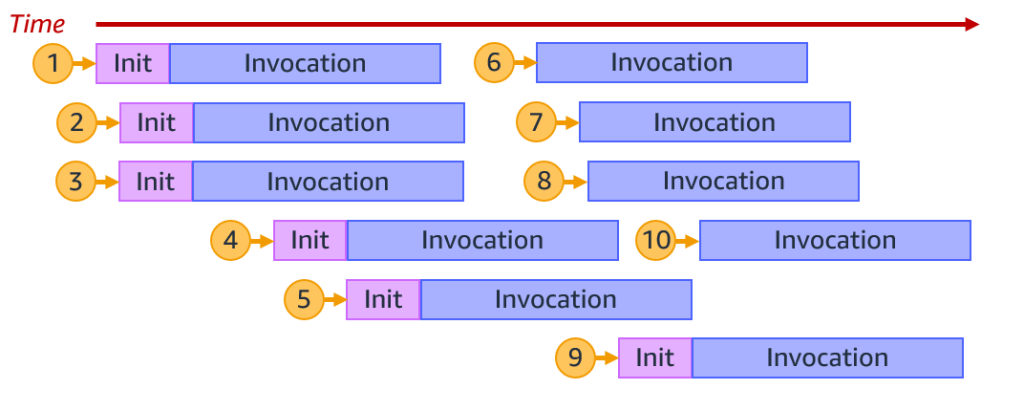 Time
1 Init Invocation 6 Invocation
2 Init Invocation 7 Invocation
3 Init Invocation 8 Invocation
4 Init Invocation 10 Invocation
5 Init Invocation
9 Init Invocation